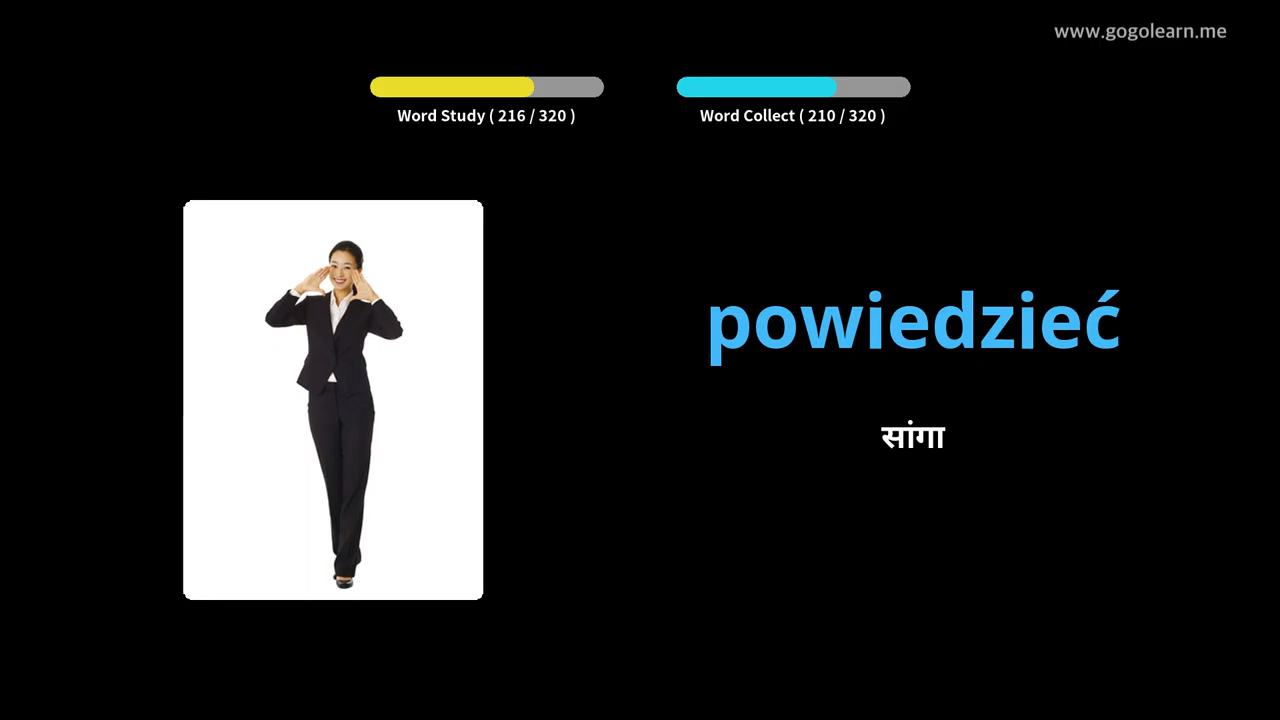 www.gogolearn.me
Word Study ( 216 / 320 )
Word Collect ( 210 / 320 )
powiedzieć
सांगा